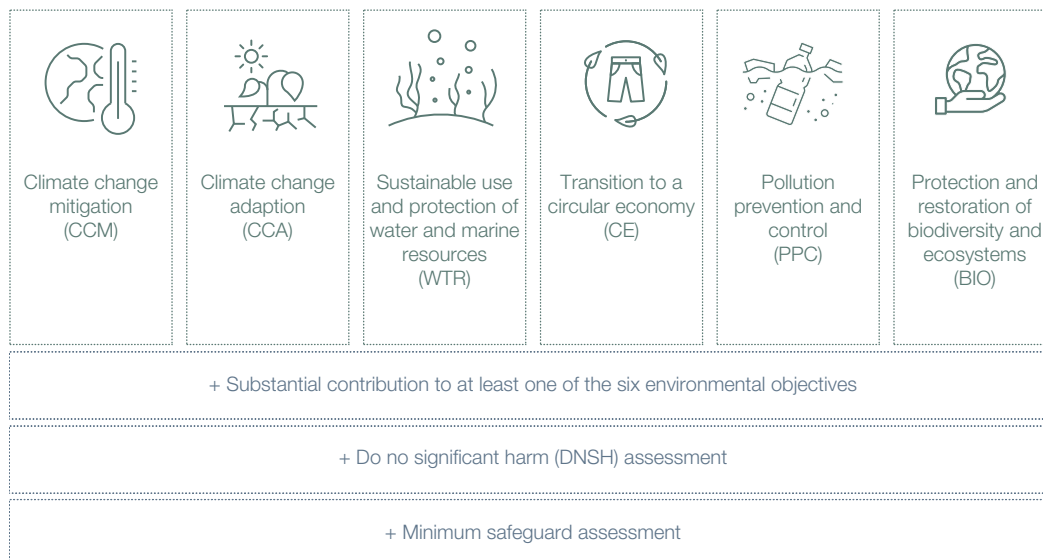 Climate change
mitigation
(CCM)
Climate change
adaption
(CCA)
Sustainable use
and protection of
water and marine
resources
(WTR)
Transition to a
circular economy
(CE)
Pollution
prevention and
control
(PPC)
Protection and
restoration of
biodiversity and
ecosystems
(BIO)
+ Substantial contribution to at least one of the six environmental objectives
+ Do no significant harm (DNSH) assessment
+ Minimum safeguard assessment